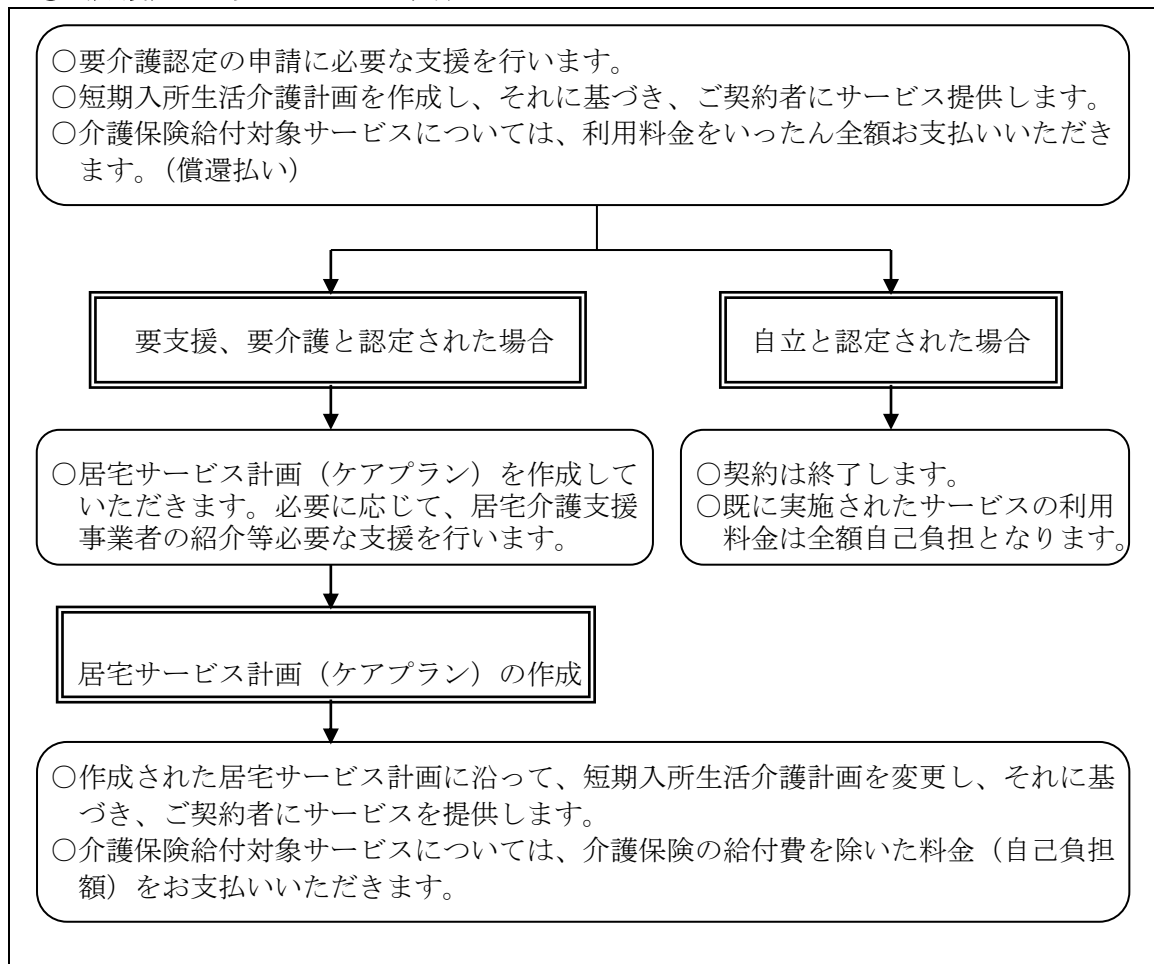 ○要介護認定の申請に必要な支援を行います。
○短期入所生活介護計画を作成し、それに基づき、ご契約者にサービス提供します。
○介護保険給付対象サービスについては、利用料金をいったん全額お支払いいただき
ます。（償還払い）
要支援、要介護と認定された場合
自立と認定された場合
○居宅サービス計画（ケアプラン）を作成して
いただきます。必要に応じて、居宅介護支援
事業者の紹介等必要な支援を行います。
○契約は終了します。
○既に実施されたサービスの利用
料金は全額自己負担となります。
居宅サービス計画（ケアプラン）の作成
○作成された居宅サービス計画に沿って、短期入所生活介護計画を変更し、それに基
づき、ご契約者にサービスを提供します。
○介護保険給付対象サービスについては、介護保険の給付費を除いた料金（自己負担
額）をお支払いいただきます。